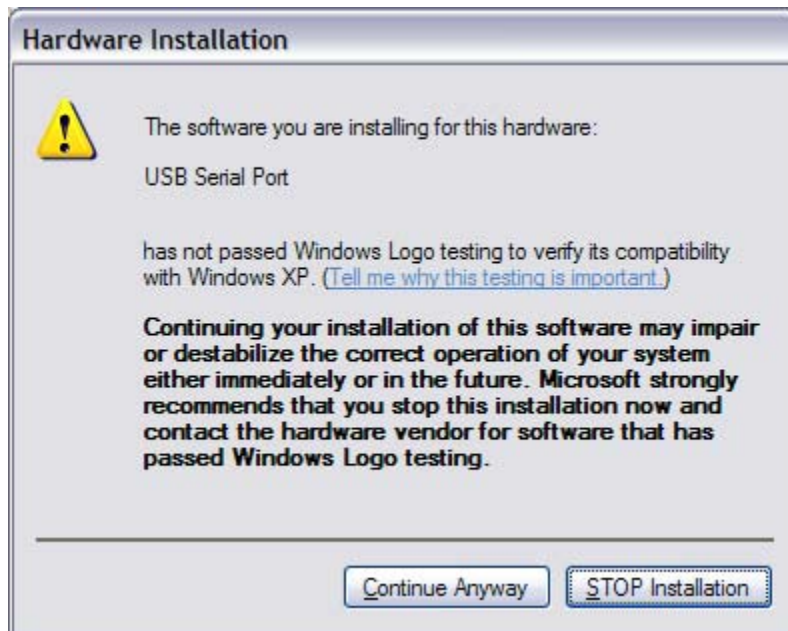 Hardware Installation
The software you are installing for this hardware:
USB Serial Port
has not passed Windows Logo testing to verify its compatibility
with Windows XP. (Tell me why this testing is important.)
Continuing your installation of this software may impair
or destabilize the correct operation of your system
either immediately or in the future. Microsoft strongly
recommends that you stop this installation now and
contact the hardware vendor for software that has
passed Windows Logo testing.
Continue Anyway STOP Installation